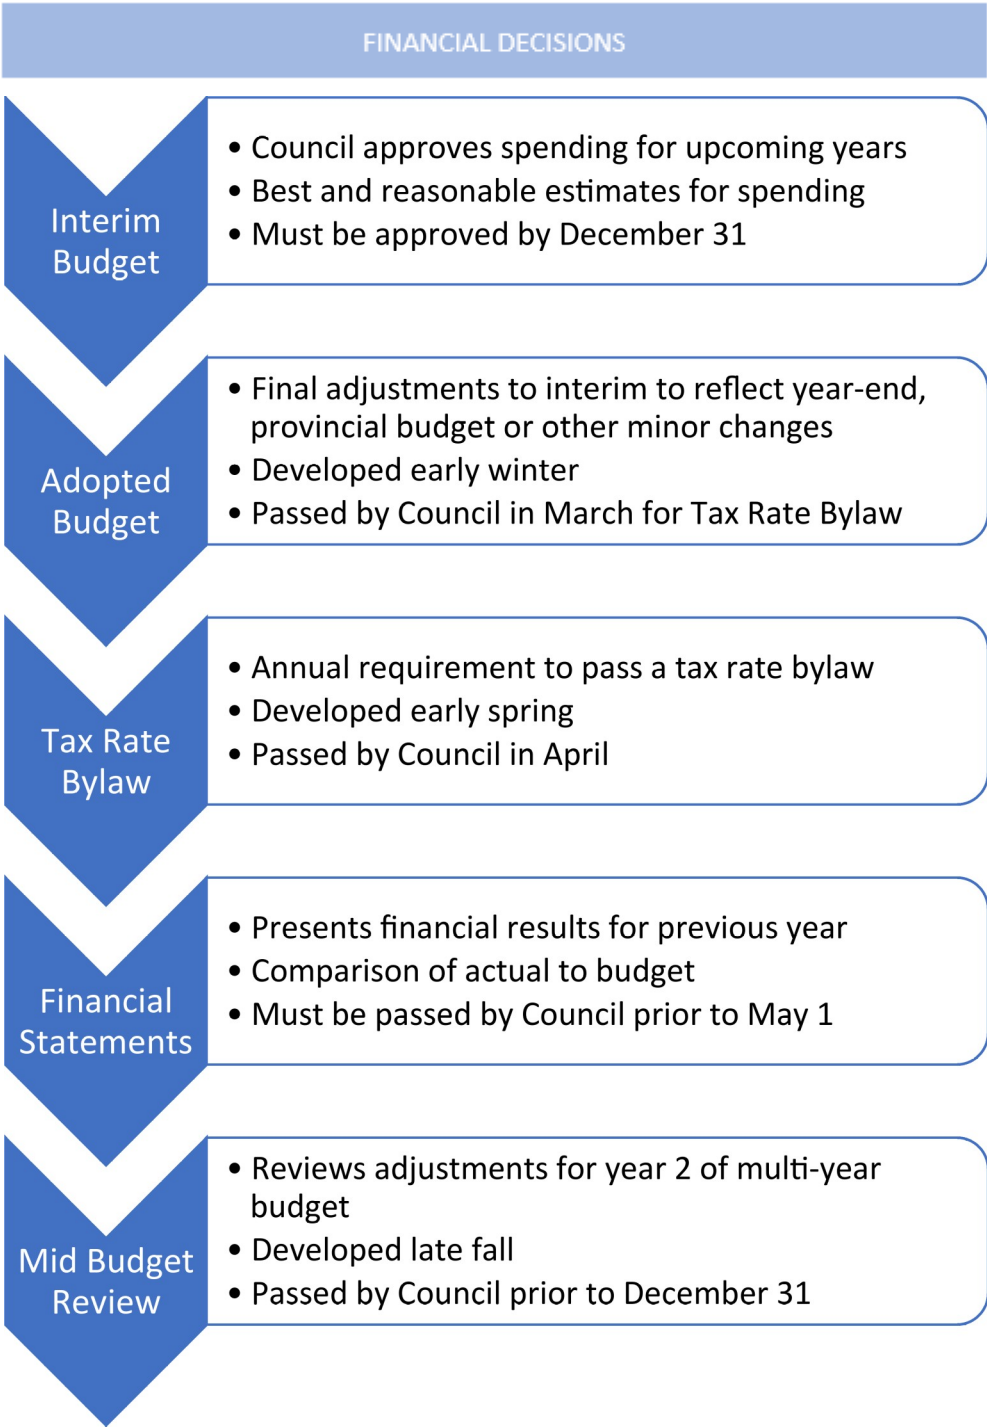 FINANCIAL DECISIONS
Interim
Budget
• Council approves spending for upcoming years
• Best and reasonable estimates for spending
• Must be approved by December 31
Adopted
Budget
• Final adjustments to interim to reflect year-end,
provincial budget or other minor changes
• Developed early winter
• Passed by Council in March for Tax Rate Bylaw
Tax Rate
Bylaw
• Annual requirement to pass a tax rate bylaw
• Developed early spring
• Passed by Council in April
Financial
Statements
• Presents financial results for previous year
• Comparison of actual to budget
• Must be passed by Council prior to May 1
Mid Budget
Review
• Reviews adjustments for year 2 of multi-year
budget
• Developed late fall
• Passed by Council prior to December 31